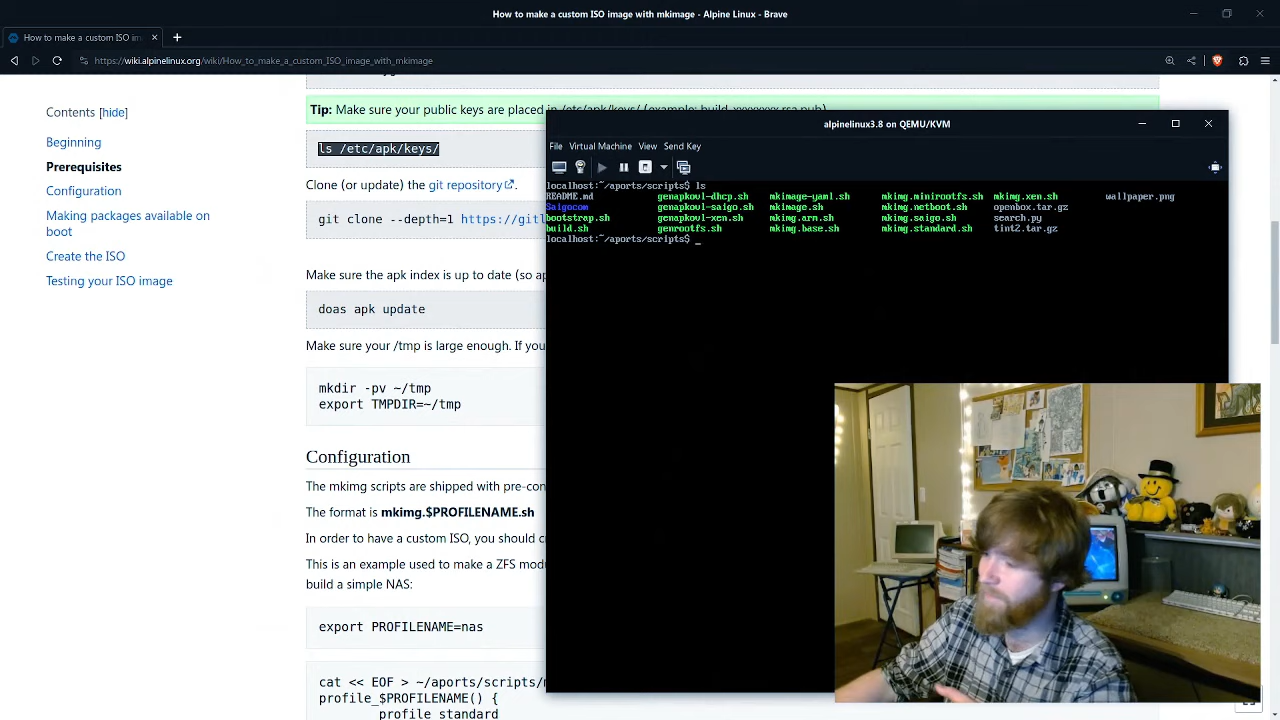 How to make a custom ISO image with mkimage - Alpine Linux - Brave
How to make a custom ISO im
https://wiki.alpinelinux.org/wiki/How_to_make_a_custom_ISO_image_with_mkimage
Contents [hide]
Beginning
Prerequisites
Configuration
Making packages available on
boot
Create the ISO
Testing your ISO image
Tip: Make sure your public keys are placed in /etc/apk/keys/ (example: build-xxxxxxxx.rsa.pub)
ls /etc/apk/keys/
Clone (or update) the git repository
git clone --depth=1 https://gitl
Make sure the apk index is up to date (so ap
doas apk update
Make sure your /tmp is large enough. If you
mkdir -pv ~/tmp
export TMPDIR=~/tmp
Configuration
The mkimg scripts are shipped with pre-con
The format is mkimg.$PROFILENAME.sh
In order to have a custom ISO, you should c
This is an example used to make a ZFS mod
build a simple NAS:
export PROFILENAME=nas
cat << EOF > ~/aports/scripts/m
profile_$PROFILENAME() {
profile_standard
alpinelinux3.8 on QEMU/KVM
File Virtual Machine View Send Key
localhost:~/aports/scripts$ ls
README.md genapkovl-dhcp.sh mkimage-yaml.sh mkimg.minirootfs.sh mkimg.xen.sh wallpaper.png
Saigocom genapkovl-saigo.sh mkimage.sh mkimg.netboot.sh openbox.tar.gz
bootstrap.sh genapkovl-xen.sh mkimg.arm.sh mkimg.saigo.sh search.py
build.sh genrootfs.sh mkimg.base.sh mkimg.standard.sh tint2.tar.gz
localhost:~/aports/scripts$ _